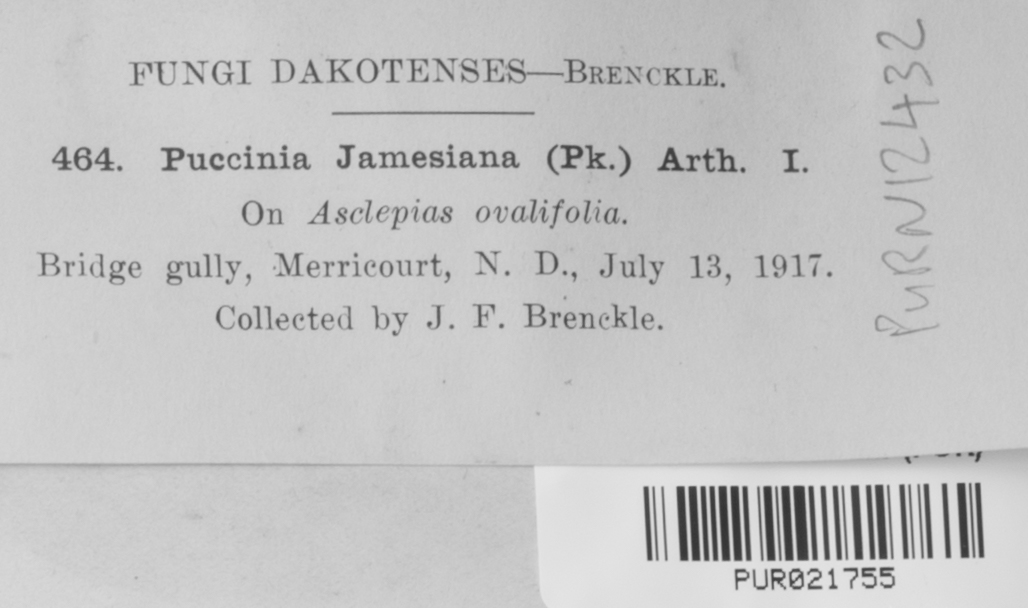 FUNGI DAKOTENSES—BRENCKLE.
464. Puccinia Jamesiana (Pk.) Arth. I.
On Asclepias ovalifolia.
Bridge gully, Merricourt, N. D., July 13, 1917.
Collected by J. F. Brenckle.
PURN12432
PUR021755